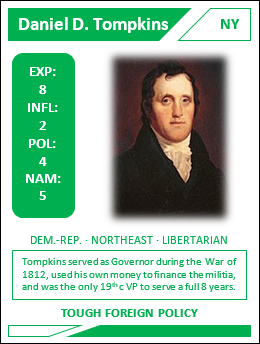 Daniel D. Tompkins NY
EXP:
8
INFL:
2
POL:
4
NAM:
5
DEM.-REP. · NORTHEAST · LIBERTARIAN
Tompkins served as Governor during the War of
1812, used his own money to finance the militia,
and was the only 19th c VP to serve a full 8 years.
TOUGH FOREIGN POLICY